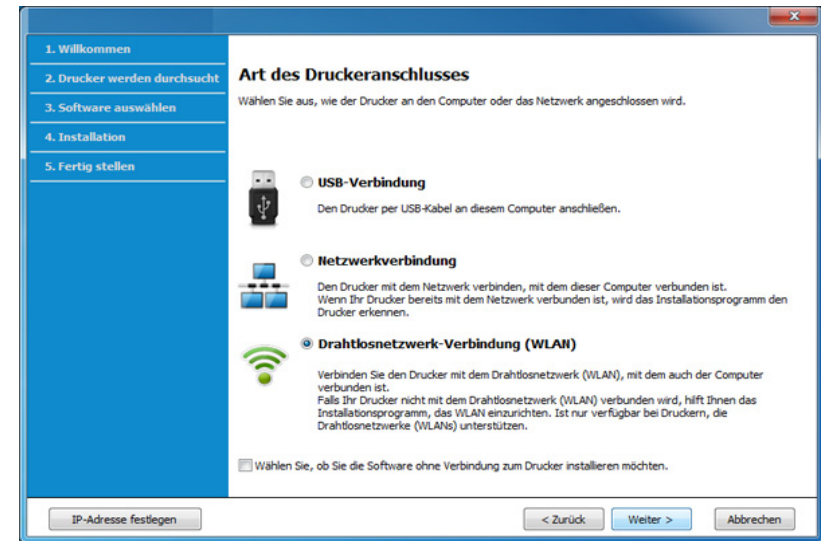 1. Willkommen
2. Drucker werden durchsucht
3. Software auswählen
4. Installation
5. Fertig stellen
Art des Druckeranschlusses
Wählen Sie aus, wie der Drucker an den Computer oder das Netzwerk angeschlossen wird.
USB-Verbindung
Den Drucker per USB-Kabel an diesem Computer anschließen.
Netzwerkverbindung
Den Drucker mit dem Netzwerk verbinden, mit dem dieser Computer verbunden ist.
Wenn Ihr Drucker bereits mit dem Netzwerk verbunden ist, wird das Installationsprogramm den
Drucker erkennen.
Drahtlosnetzwerk-Verbindung (WLAN)
Verbinden Sie den Drucker mit dem Drahtlosnetzwerk (WLAN), mit dem auch der Computer
verbunden ist.
Falls Ihr Drucker nicht mit dem Drahtlosnetzwerk (WLAN) verbunden wird, hilft Ihnen das
Installationsprogramm, das WLAN einzurichten. Ist nur verfügbar bei Druckern, die
Drahtlosnetzwerke (WLANs) unterstützen.
Wählen Sie, ob Sie die Software ohne Verbindung zum Drucker installieren möchten.
IP-Adresse festlegen
< Zurück
Weiter >
Abbrechen